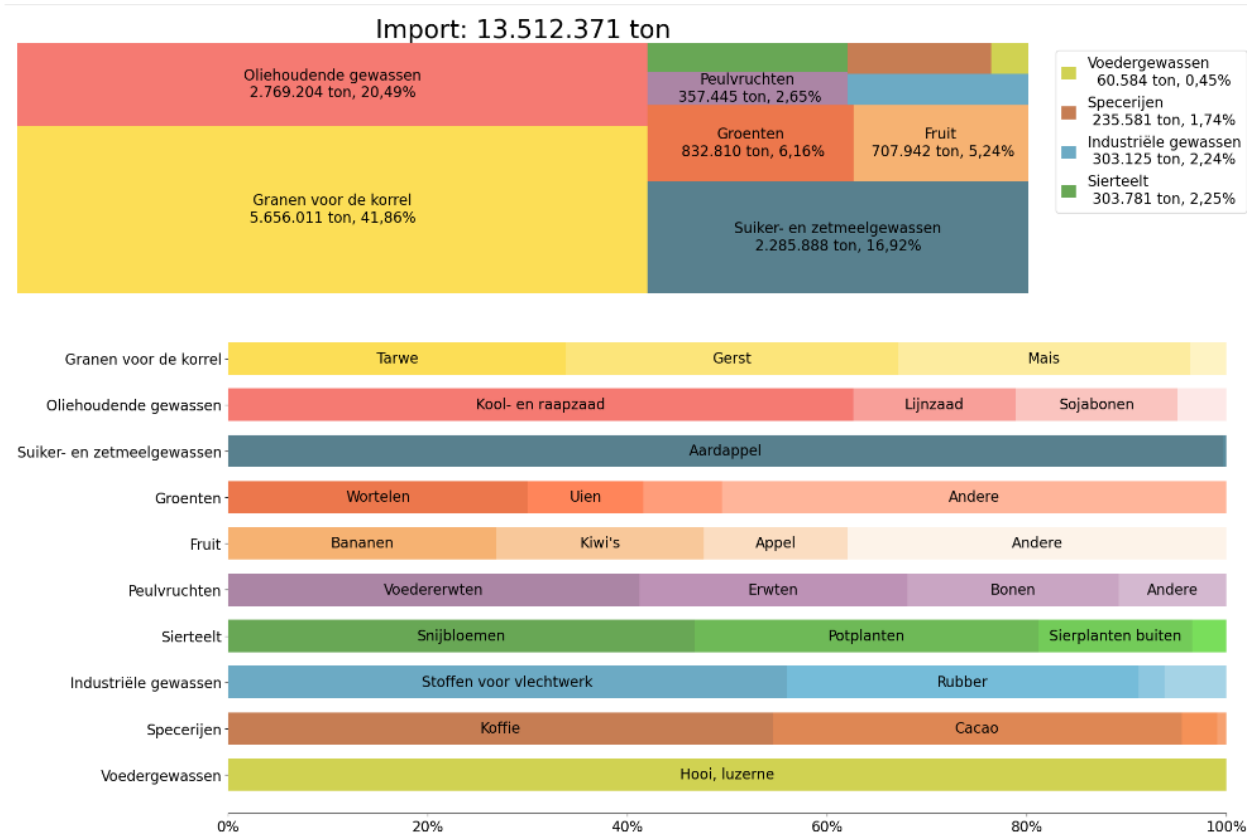 Import: 13.512.371 ton
Oliehoudende gewassen
2.769.204 ton, 20,49%
Granen voor de korrel
5.656.011 ton, 41,86%
Peulvruchten
357.445 ton, 2,65%
Groenten
832.810 ton, 6,16%
Fruit
707.942 ton, 5,24%
Suiker- en zetmeelgewassen
2.285.888 ton, 16,92%
Voedergewassen
60.584 ton, 0,45%
Specerijen
235.581 ton, 1,74%
Industriële gewassen
303.125 ton, 2,24%
Sierteelt
303.781 ton, 2,25%
Granen voor de korrel Tarwe Gerst Mais
Oliehoudende gewassen Kool- en raapzaad Lijnzaad Sojabonen
Suiker- en zetmeelgewassen Aardappel
Groenten Wortelen Uien Andere
Fruit Bananen Kiwi's Appel Andere
Peulvruchten Voedererwten Erwten Bonen Andere
Sierteelt Snijbloemen Potplanten Sierplanten buiten
Industriële gewassen Stoffen voor vlechtwerk Rubber
Specerijen Koffie Cacao
Voedergewassen Hooi, luzerne
0% 20% 40% 60% 80% 100%